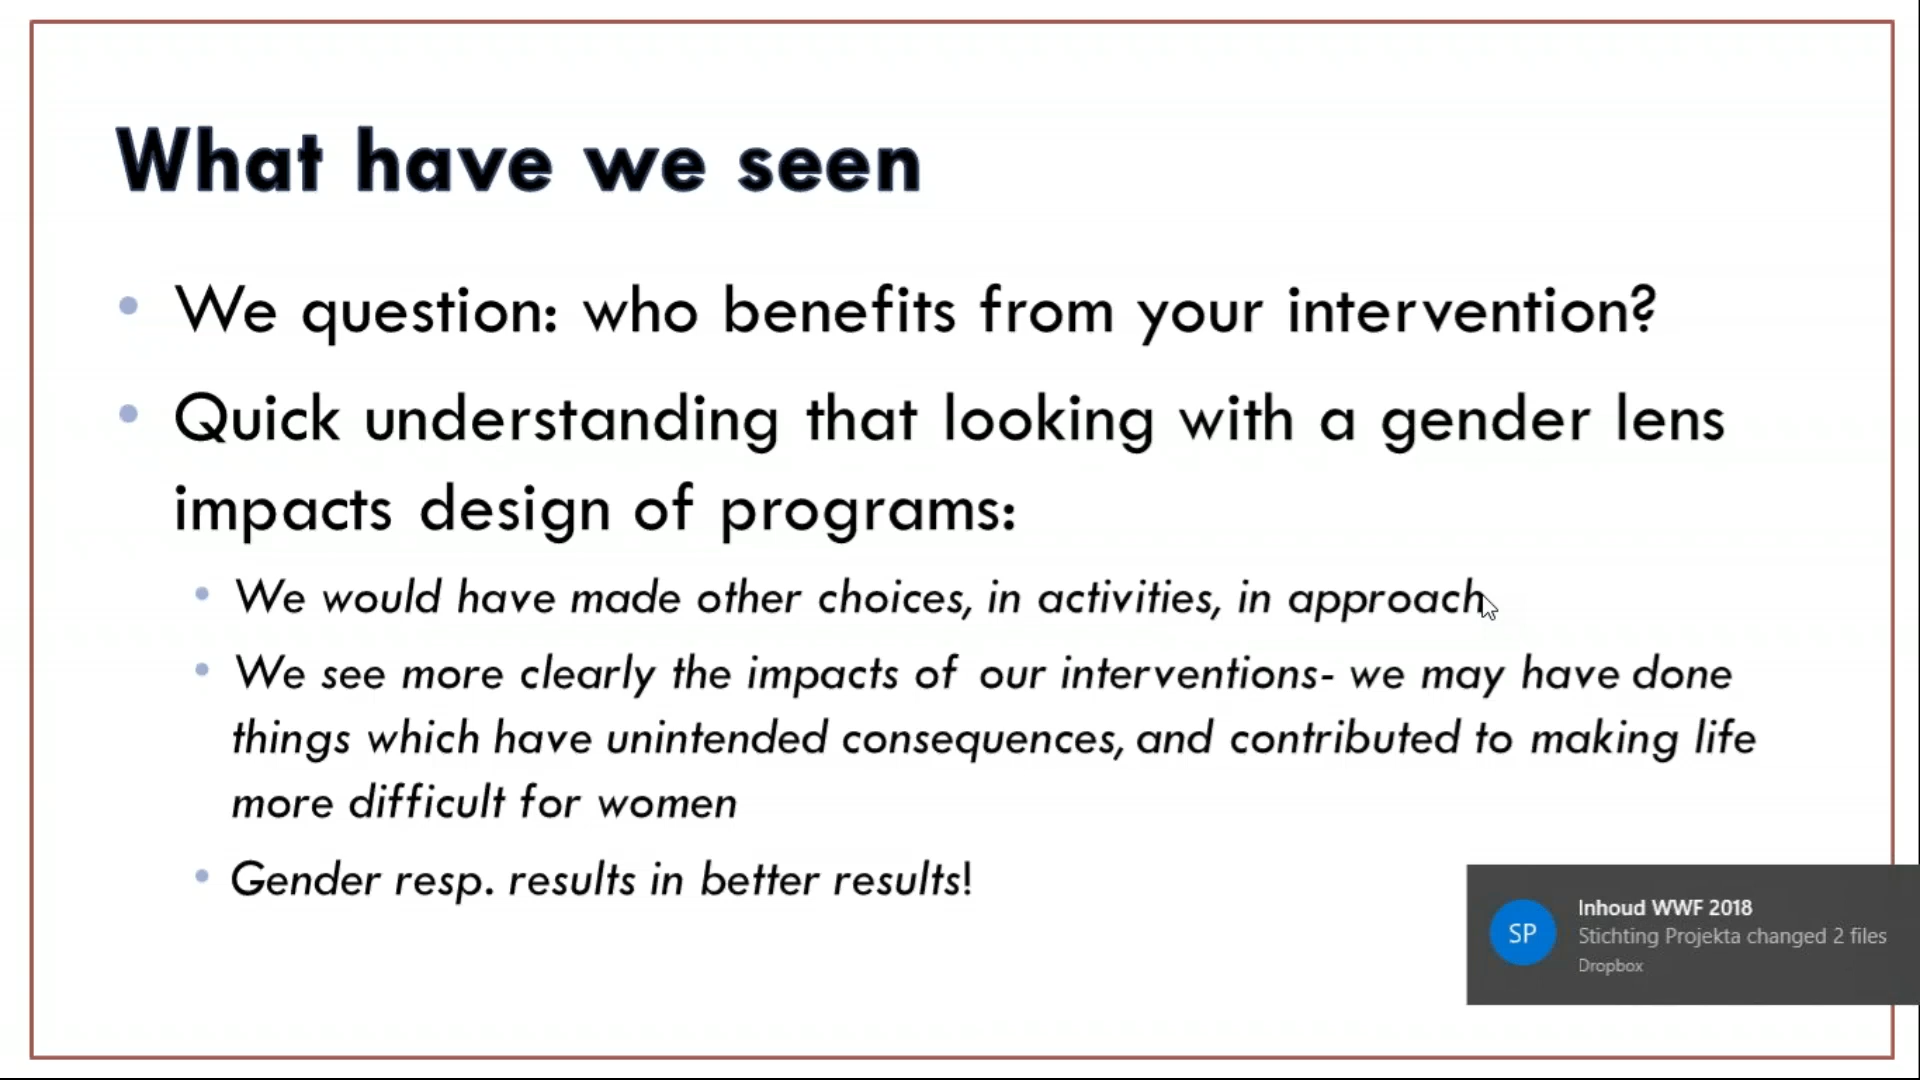 What have we seen
• We question: who benefits from your intervention?
• Quick understanding that looking with a gender lens
impacts design of programs:
• We would have made other choices, in activities, in approach
• We see more clearly the impacts of our interventions- we may have done
things which have unintended consequences, and contributed to making life
more difficult for women
• Gender resp. results in better results!
SP
Inhoud WWF 2018
Stichting Projekta changed 2 files
Dropbox